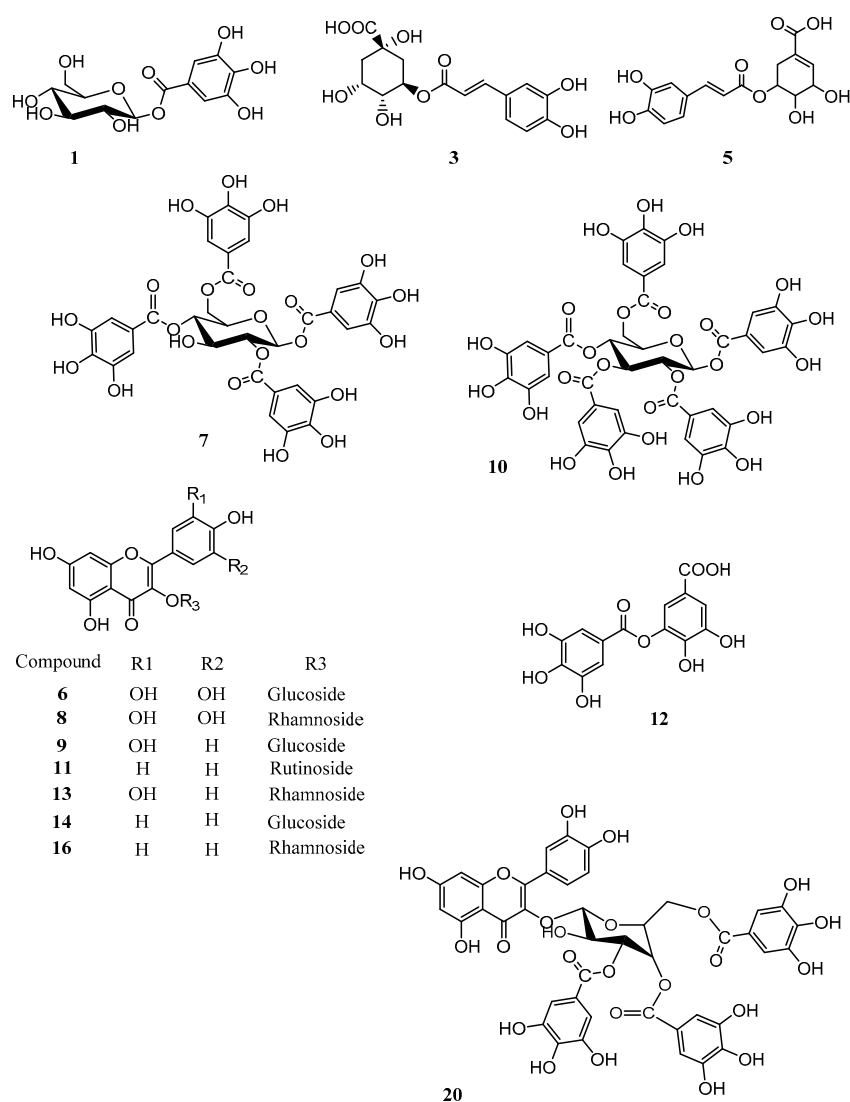 HO
HO
HO
O
OH
O
O
OH
OH
OH
1
HOOC
OH
HO
OH
O
O
OH
OH
3
HO
HO
O
O
O
OH
OH
OH
5
OH
HO
OH
C
O
O
O
HO
HO
OH
C
O
O
HO
O
C
O
OH
OH
OH
O
C
O
OH
OH
HO
7
OH
HO
OH
C
O
O
O
HO
HO
OH
C
O
O
O
C
O
OH
OH
OH
O
C
O
OH
OH
HO
O
C
O
OH
OH
HO
10
R1
OH
HO
O
R2
OR3
OH
O
Compound R1 R2 R3
6 OH OH Glucoside
8 OH OH Rhamnoside
9 OH H Glucoside
11 H H Rutinoside
13 OH H Rhamnoside
14 H H Glucoside
16 H H Rhamnoside
COOH
O
HO
C
O
OH
HO
OH
OH
12
OH
OH
HO
O
OH
O
O
O
HO
O
C
O
OH
OH
OH
O
C
O
HO
HO
OH
O
O
C
OH
OH
OH
20